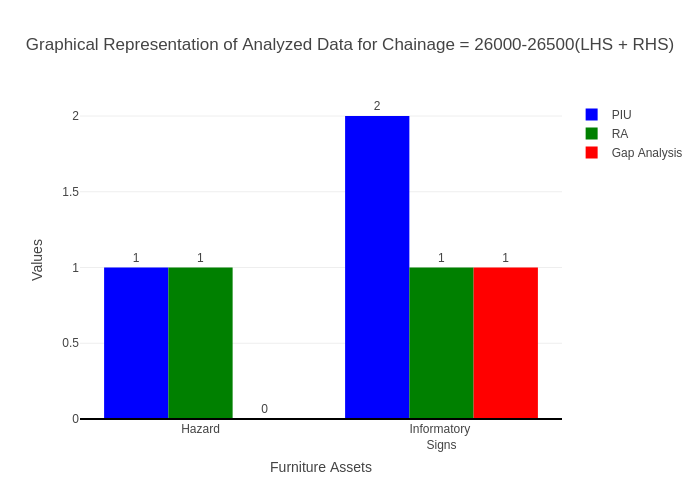 Graphical Representation of Analyzed Data for Chainage = 26000-26500(LHS + RHS)
PIU
RA
Gap Analysis
2
1.5
1
0.5
0
Values
1
1
0
2
1
1
Hazard
Informatory
Signs
Furniture Assets